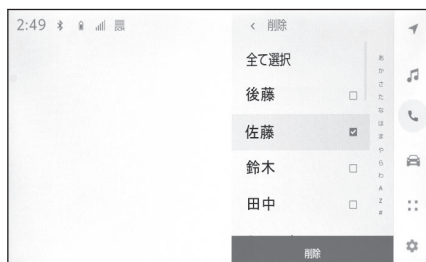 2:49
< 削除
全て選択
後藤
佐藤
鈴木
田中
あ
か
さ
た
な
は
ま
や
ら
わ
A
Z
#
削除